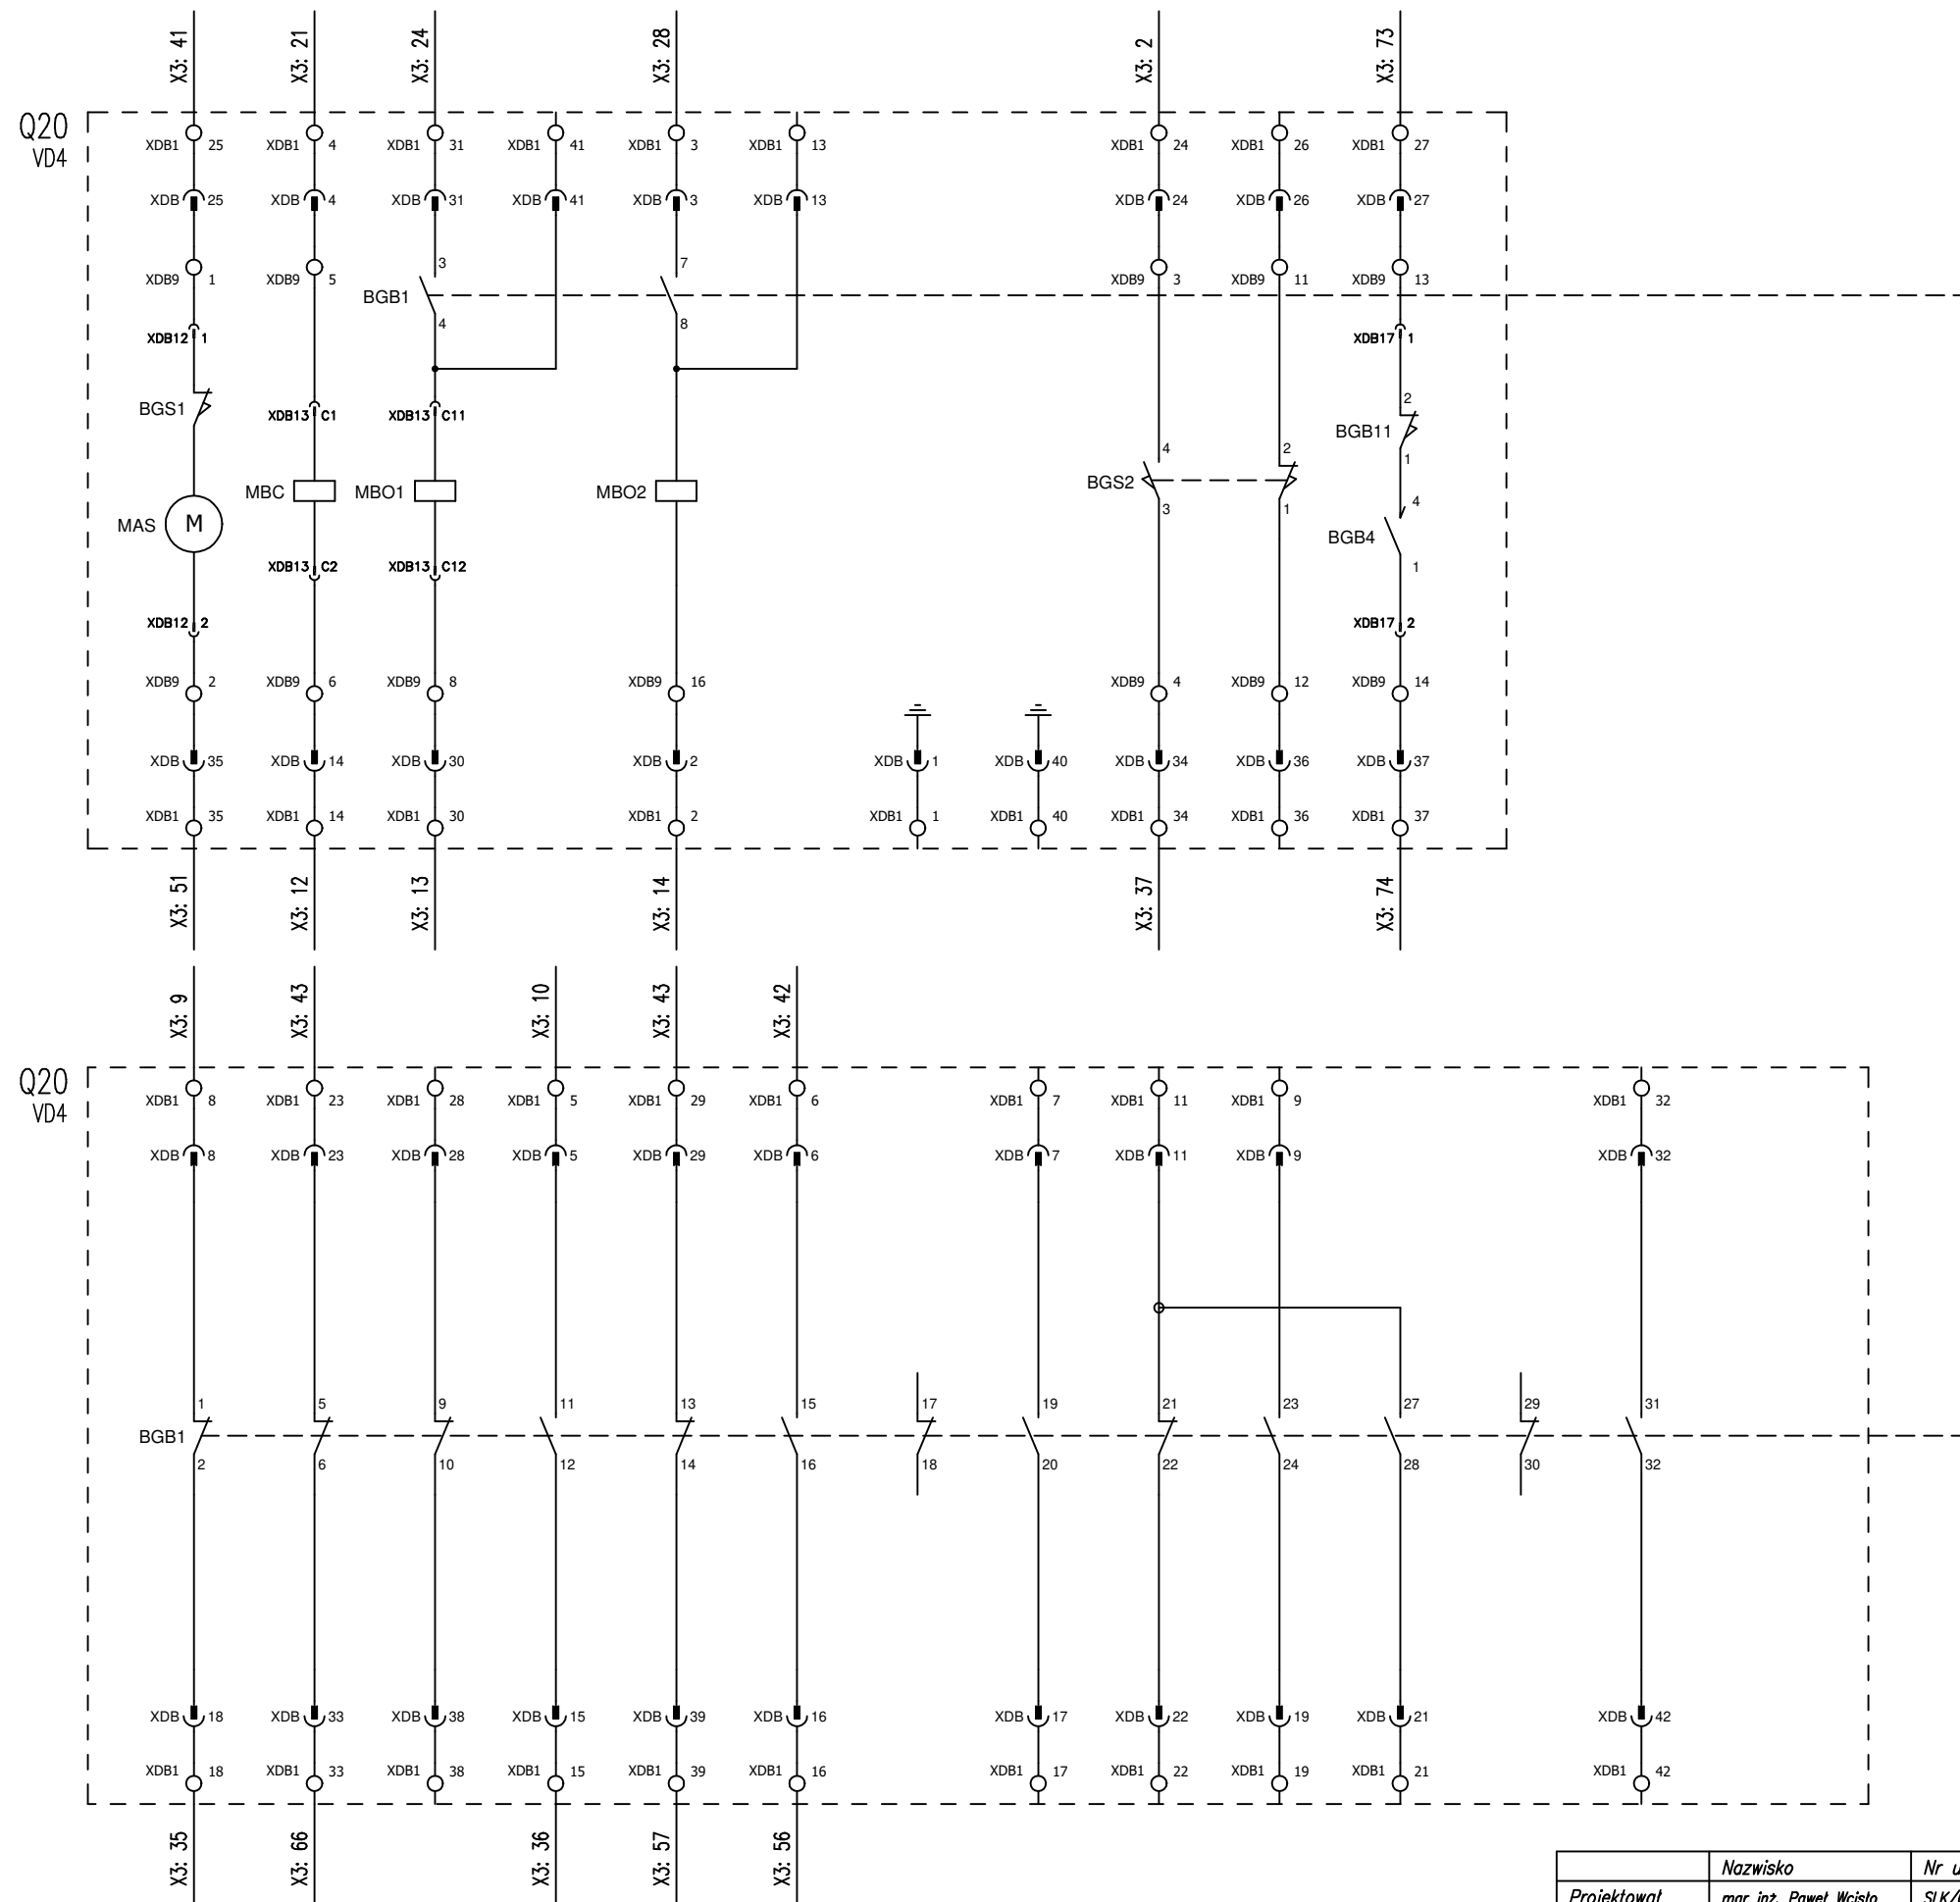 X3: 41 X3: 21 X3: 24 X3: 28 X3: 2 X3: 73
Q20
VD4
XDB1 25 XDB1 4 XDB1 31 XDB1 41 XDB1 3 XDB1 13 XDB1 24 XDB1 26 XDB1 27
XDB 25 XDB 4 XDB 31 XDB 41 XDB 3 XDB 13 XDB 24 XDB 26 XDB 27
3 7
XDB9 1 XDB9 5 XDB9 3 XDB9 11 XDB9 13
BGB1
4 8
XDB12 1 XDB17 1
2
BGS1 XDB13 C1 XDB13 C11
BGB11
4 2 1
BGS2
MBC MBO1 MBO2
3 1 4
MAS M
BGB4
XDB13 C2 XDB13 C12 1
XDB12 2 XDB17 2
XDB9 2 XDB9 6 XDB9 8 XDB9 16 XDB9 4 XDB9 12 XDB9 14
XDB 35 XDB 14 XDB 30 XDB 2 XDB 1 XDB 40 XDB 34 XDB 36 XDB 37
XDB1 35 XDB1 14 XDB1 30 XDB1 2 XDB1 1 XDB1 40 XDB1 34 XDB1 36 XDB1 37
X3: 51 X3: 12 X3: 13 X3: 14 X3: 37 X3: 74
X3: 9 X3: 43 X3: 10 X3: 43 X3: 42
Q20
VD4
XDB1 8 XDB1 23 XDB1 28 XDB1 5 XDB1 29 XDB1 6 XDB1 7 XDB1 11 XDB1 9 XDB1 32
XDB 8 XDB 23 XDB 28 XDB 5 XDB 29 XDB 6 XDB 7 XDB 11 XDB 9 XDB 32
1 5 9 11 13 15 17 19 21 23 27 29 31
BGB1
2 6 10 12 14 16 18 20 22 24 28 30 32
XDB 18 XDB 33 XDB 38 XDB 15 XDB 39 XDB 16 XDB 17 XDB 22 XDB 19 XDB 21 XDB 42
XDB1 18 XDB1 33 XDB1 38 XDB1 15 XDB1 39 XDB1 16 XDB1 17 XDB1 22 XDB1 19 XDB1 21 XDB1 42
X3: 35 X3: 66 X3: 36 X3: 57 X3: 56
Nazwisko Nr u
Projektował mgr inż. Paweł Wcisło SLK/